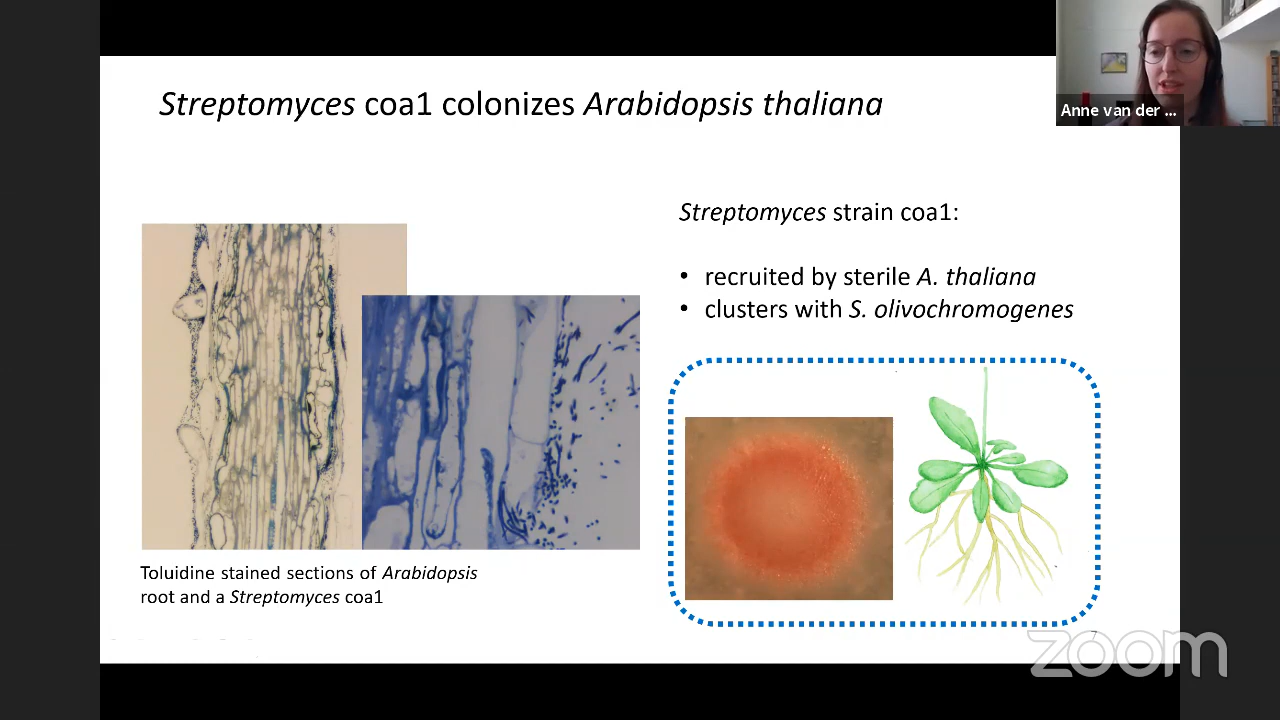 Streptomyces coa1 colonizes Arabidopsis thaliana
Anne van der ...
Streptomyces strain coa1:
• recruited by sterile A. thaliana
• clusters with S. olivochromogenes
Toluidine stained sections of Arabidopsis
root and a Streptomyces coa1
7
zoom